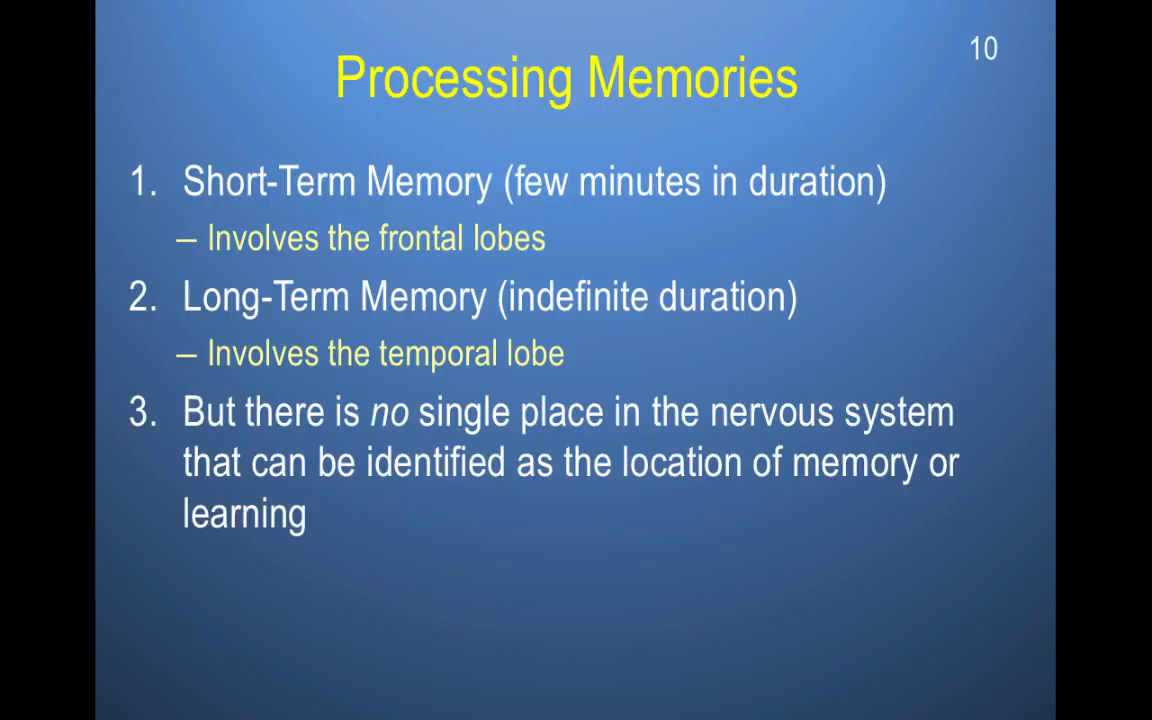 10
Processing Memories
1. Short-Term Memory (few minutes in duration)
– Involves the frontal lobes
2. Long-Term Memory (indefinite duration)
– Involves the temporal lobe
3. But there is no single place in the nervous system
that can be identified as the location of memory or
learning